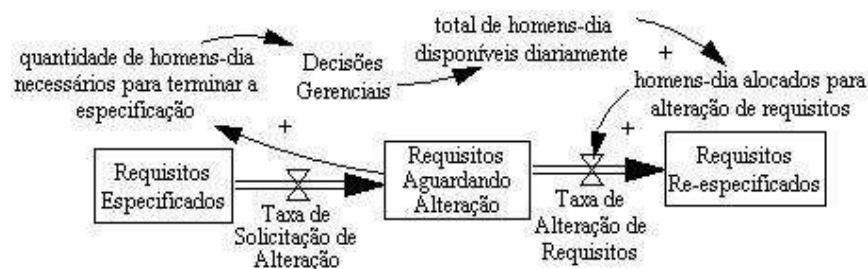 quantidade de homens-dia
necessários para terminar a
especificação
Decisões
Gerenciais
total de homens-dia
disponíveis diariamente
+
homens-dia alocados para
alteração de requisitos
+
+
Requisitos
Especificados
Taxa de
Solicitação de
Alteração
Requisitos
Aguardando
Alteração
Taxa de
Alteração de
Requisitos
Requisitos
Re-especificados